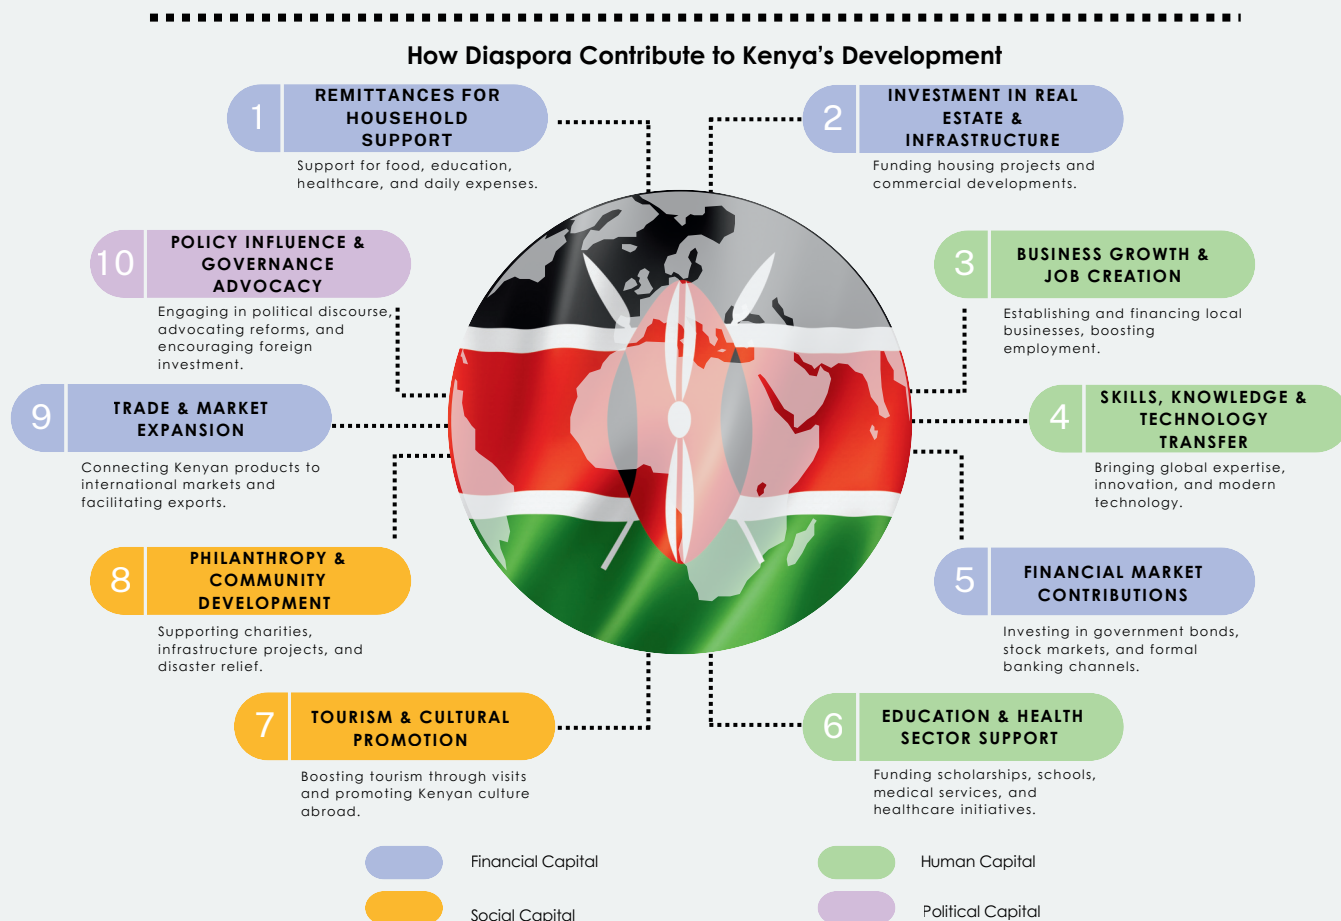 How Diaspora Contribute to Kenya’s Development
1
REMITTANCES FOR
HOUSEHOLD
SUPPORT
Support for food, education,
healthcare, and daily expenses.
2
INVESTMENT IN REAL
ESTATE &
INFRASTRUCTURE
Funding housing projects and
commercial developments.
3
BUSINESS GROWTH &
JOB CREATION
Establishing and financing local
businesses, boosting
employment.
4
SKILLS, KNOWLEDGE &
TECHNOLOGY
TRANSFER
Bringing global expertise,
innovation, and modern
technology.
5
FINANCIAL MARKET
CONTRIBUTIONS
Investing in government bonds,
stock markets, and formal
banking channels.
6
EDUCATION & HEALTH
SECTOR SUPPORT
Funding scholarships, schools,
medical services, and
healthcare initiatives.
7
TOURISM & CULTURAL
PROMOTION
Boosting tourism through visits
and promoting Kenyan culture
abroad.
8
PHILANTHROPY &
COMMUNITY
DEVELOPMENT
Supporting charities,
infrastructure projects, and
disaster relief.
9
TRADE & MARKET
EXPANSION
Connecting Kenyan products to
international markets and
facilitating exports.
10
POLICY INFLUENCE &
GOVERNANCE
ADVOCACY
Engaging in political discourse,
advocating reforms, and
encouraging foreign
investment.
Financial Capital
Human Capital
Social Capital
Political Capital